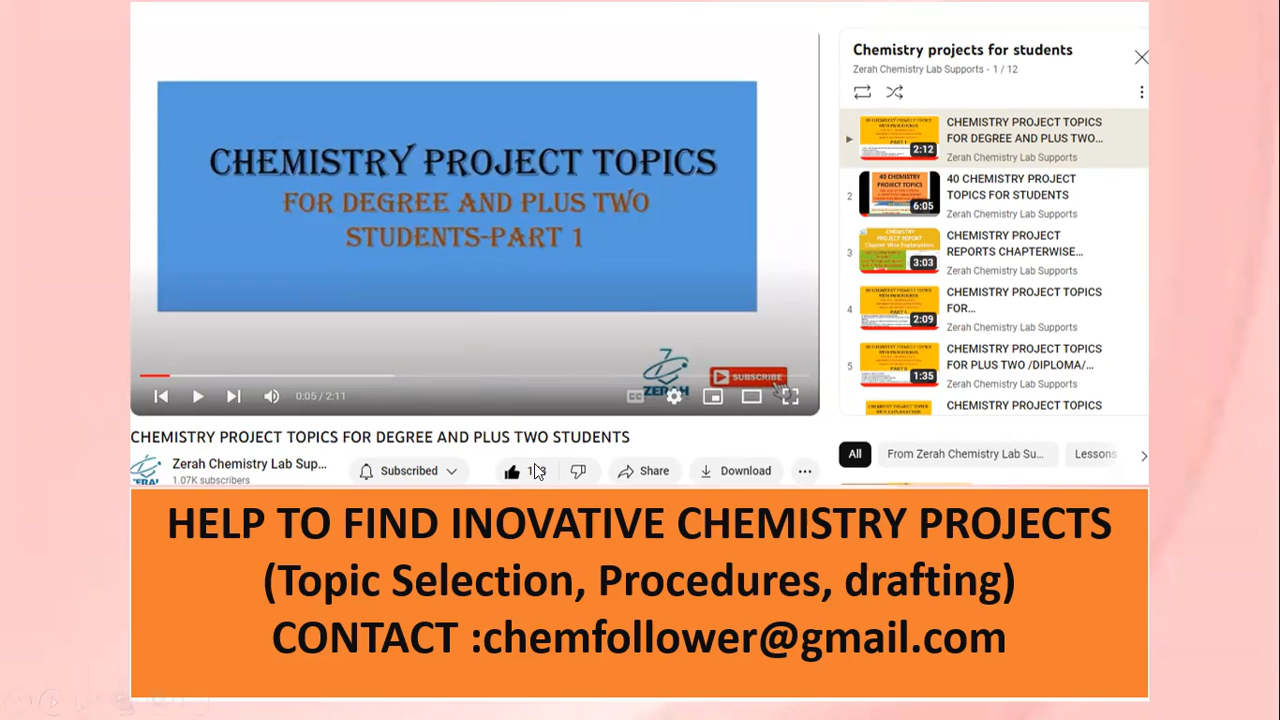 CHEMISTRY PROJECT TOPICS
FOR DEGREE AND PLUS TWO
STUDENTS-PART 1
ZERAH
SUBSCRIBE
0:05 / 2:11
CHEMISTRY PROJECT TOPICS FOR DEGREE AND PLUS TWO STUDENTS
Zerah Chemistry Lab Sup...
1.07K subscribers
Subscribed
Share
Download
Chemistry projects for students
Zerah Chemistry Lab Supports - 1 / 12
2:12
CHEMISTRY PROJECT TOPICS
FOR DEGREE AND PLUS TWO...
Zerah Chemistry Lab Supports
2
40 CHEMISTRY
PROJECT TOPICS
6:05
40 CHEMISTRY PROJECT
TOPICS FOR STUDENTS
Zerah Chemistry Lab Supports
3
CHEMISTRY
PROJECT REPORT
3:03
CHEMISTRY PROJECT
REPORTS CHAPTERWISE...
Zerah Chemistry Lab Supports
4
2:09
CHEMISTRY PROJECT TOPICS
FOR...
Zerah Chemistry Lab Supports
5
1:35
CHEMISTRY PROJECT TOPICS
FOR PLUS TWO /DIPLOMA/...
Zerah Chemistry Lab Supports
CHEMISTRY PROJECT TOPICS
All
From Zerah Chemistry Lab Su...
Lessons
HELP TO FIND INOVATIVE CHEMISTRY PROJECTS
(Topic Selection, Procedures, drafting)
CONTACT :chemfollower@gmail.com